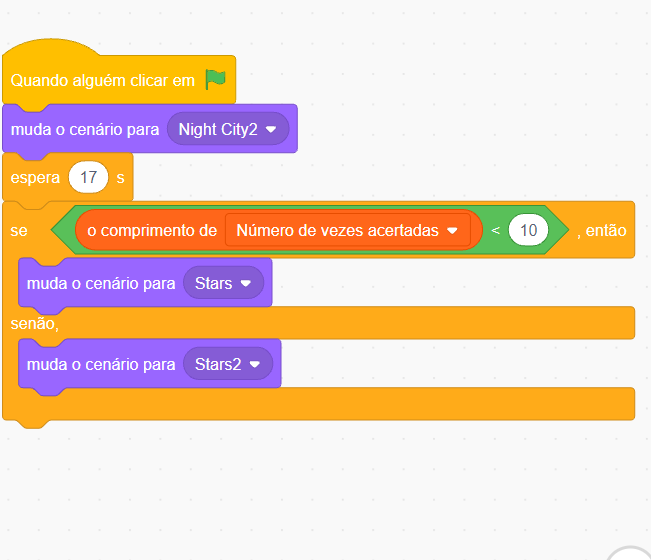 Quando alguém clicar em
muda o cenário para Night City2
espera 17 s
se o comprimento de Número de vezes acertadas < 10 , então
muda o cenário para Stars
senão,
muda o cenário para Stars2